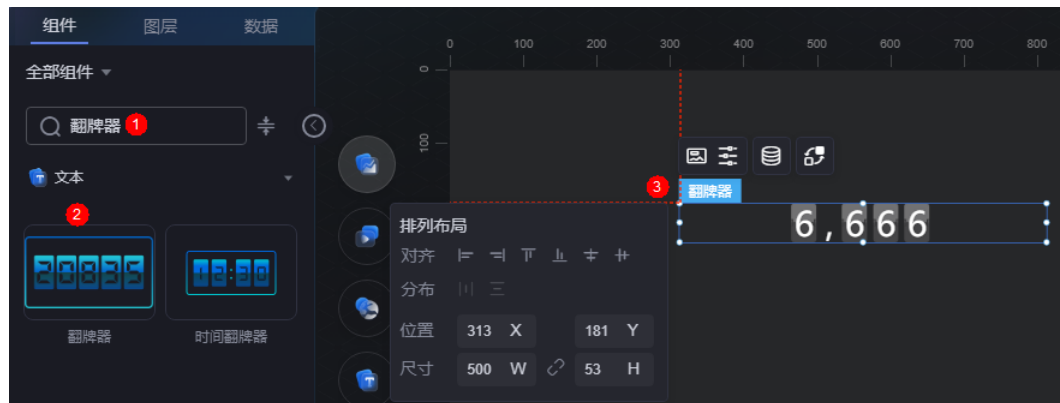 组件 图层 数据
全部组件
翻牌器 1
文本
2
20835
12:30
翻牌器 时间翻牌器
0 100 200 300 400 500 600 700 800
0
100
3
翻牌器
6,666
排列布局
对齐
分布
位置 313 X 181 Y
尺寸 500 W 53 H